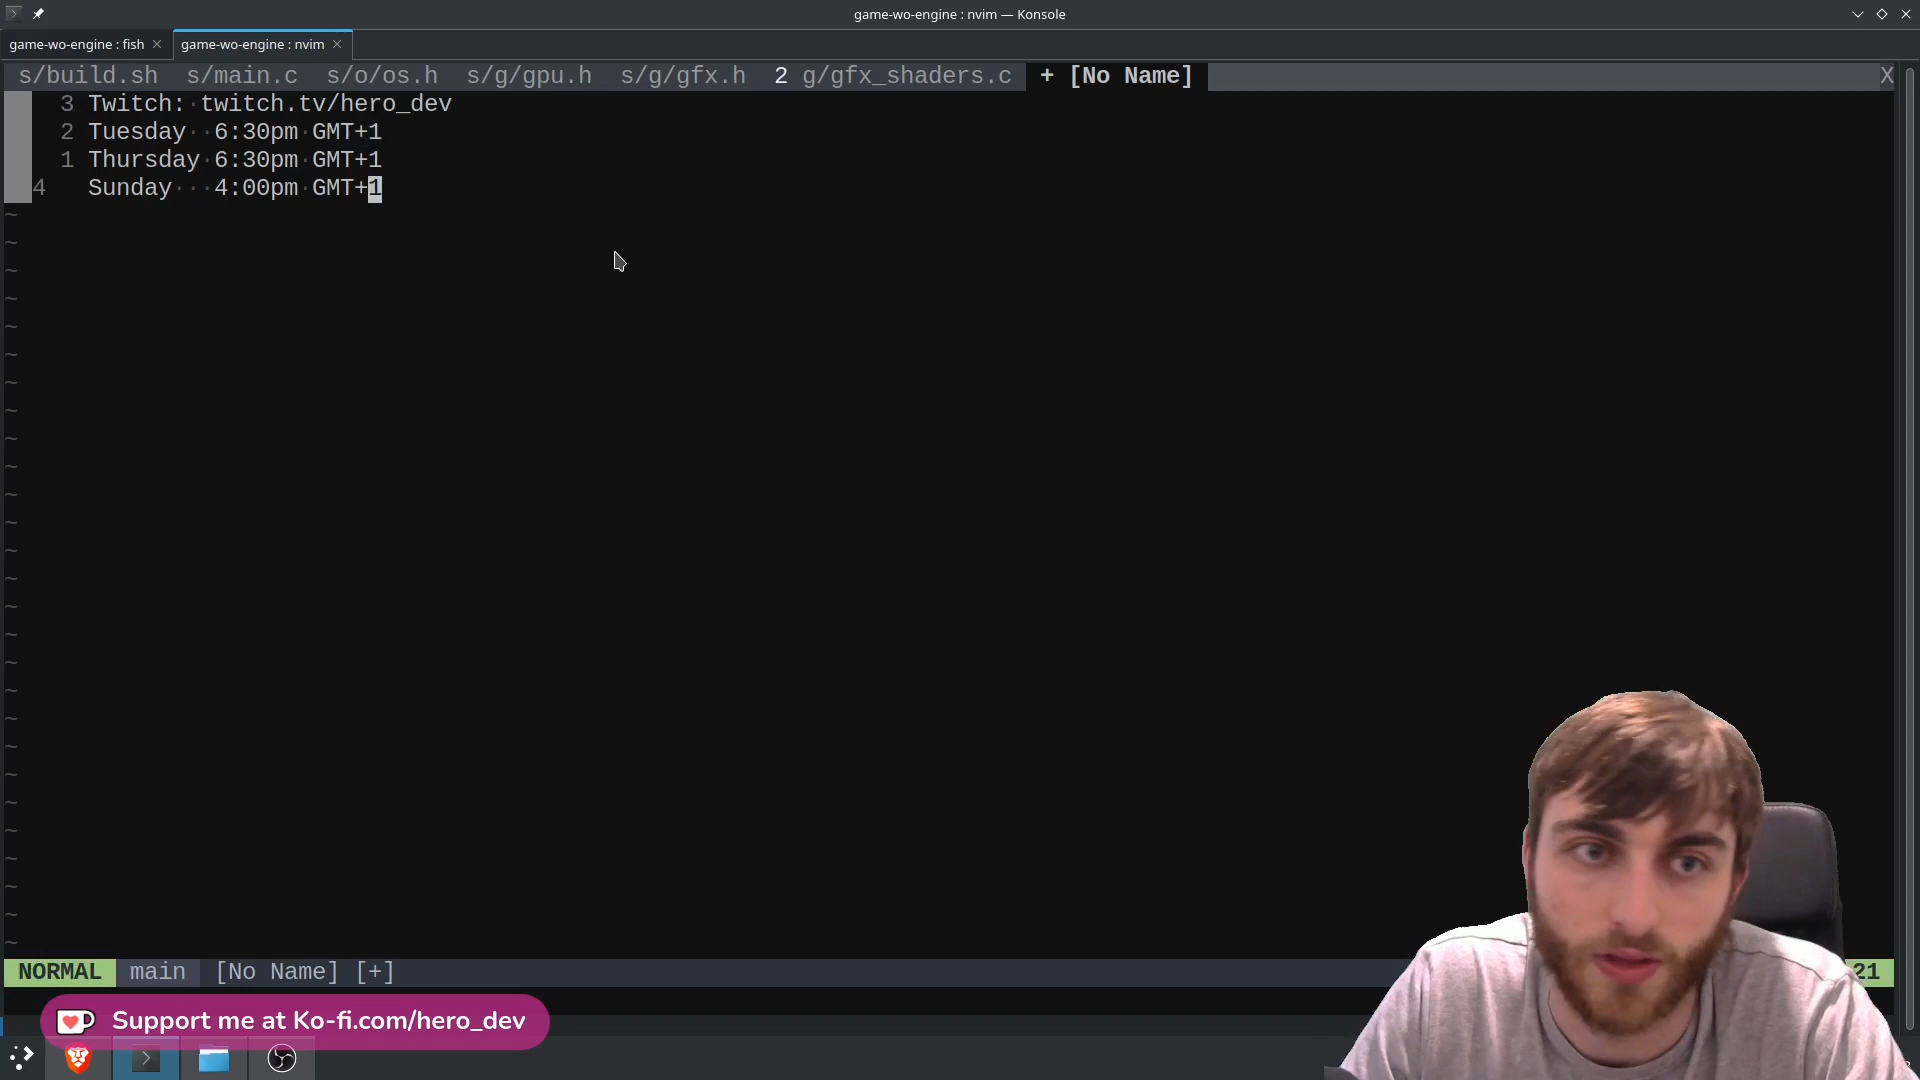 game-wo-engine : nvim — Konsole
game-wo-engine : fish
game-wo-engine : nvim
s/build.sh s/main.c s/o/os.h s/g/gpu.h s/g/gfx.h 2 g/gfx_shaders.c + [No Name] X
3 Twitch: twitch.tv/hero_dev
2 Tuesday 6:30pm GMT+1
1 Thursday 6:30pm GMT+1
4 Sunday 4:00pm GMT+1
NORMAL main [No Name] [+] 21
Support me at Ko-fi.com/hero_dev